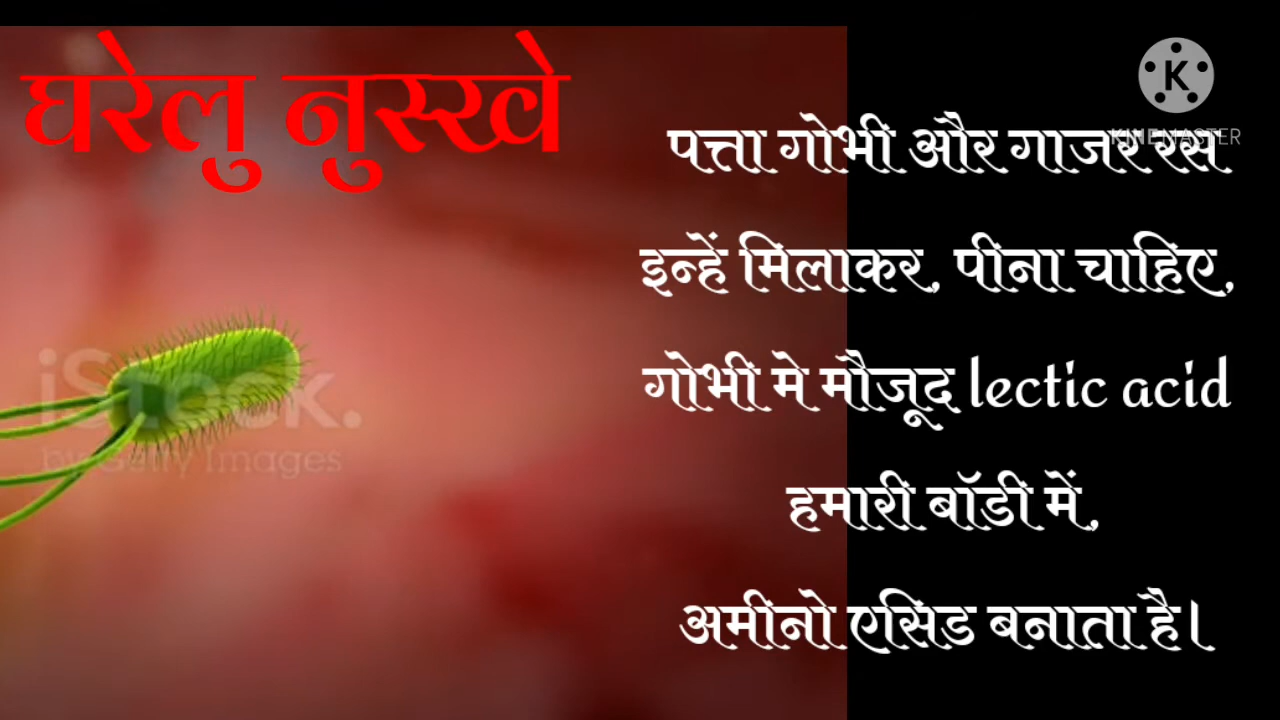 घरेलु नुस्खे
K
KINEMASTER
पत्ता गोभी और गाजर रस
इन्हें मिलाकर, पीना चाहिए,
गोभी मे मौजूद lectic acid
हमारी बॉडी में,
अमीनो एसिड बनाता है।
iStock.
by Getty Images